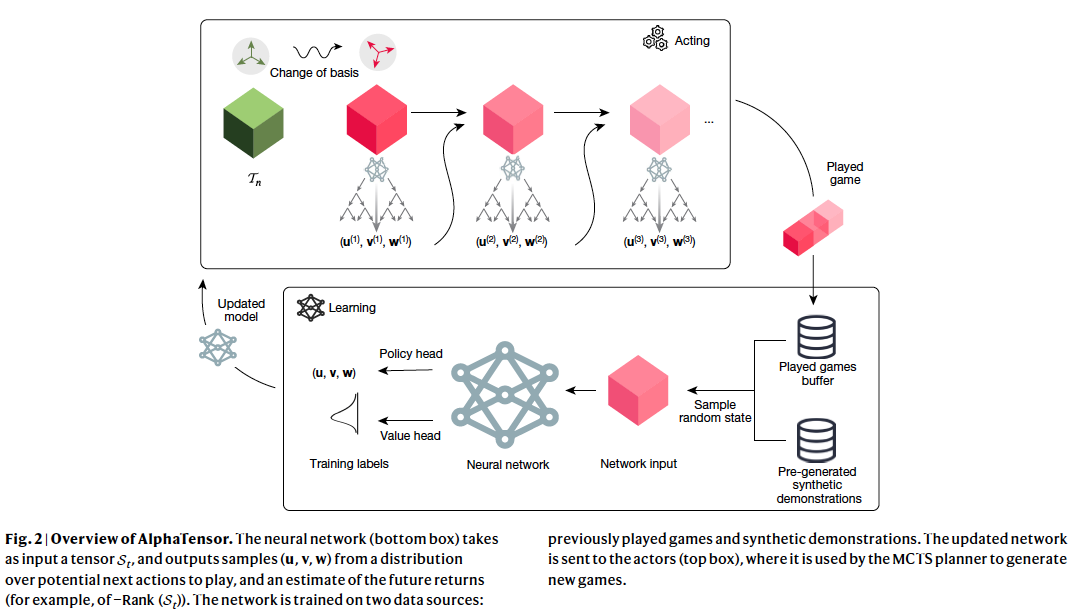 Acting
Change of basis
𝒯n
...
(u(1), v(1), w(1))
(u(2), v(2), w(2))
(u(3), v(3), w(3))
Played
game
Updated
model
Learning
Policy head
(u, v, w)
Value head
Training labels
Neural network
Network input
Sample
random state
Played games
buffer
Pre-generated
synthetic
demonstrations
Fig. 2 | Overview of AlphaTensor. The neural network (bottom box) takes
as input a tensor 𝒮t, and outputs samples (u, v, w) from a distribution
over potential next actions to play, and an estimate of the future returns
(for example, of −Rank (𝒮t)). The network is trained on two data sources:
previously played games and synthetic demonstrations. The updated network
is sent to the actors (top box), where it is used by the MCTS planner to generate
new games.